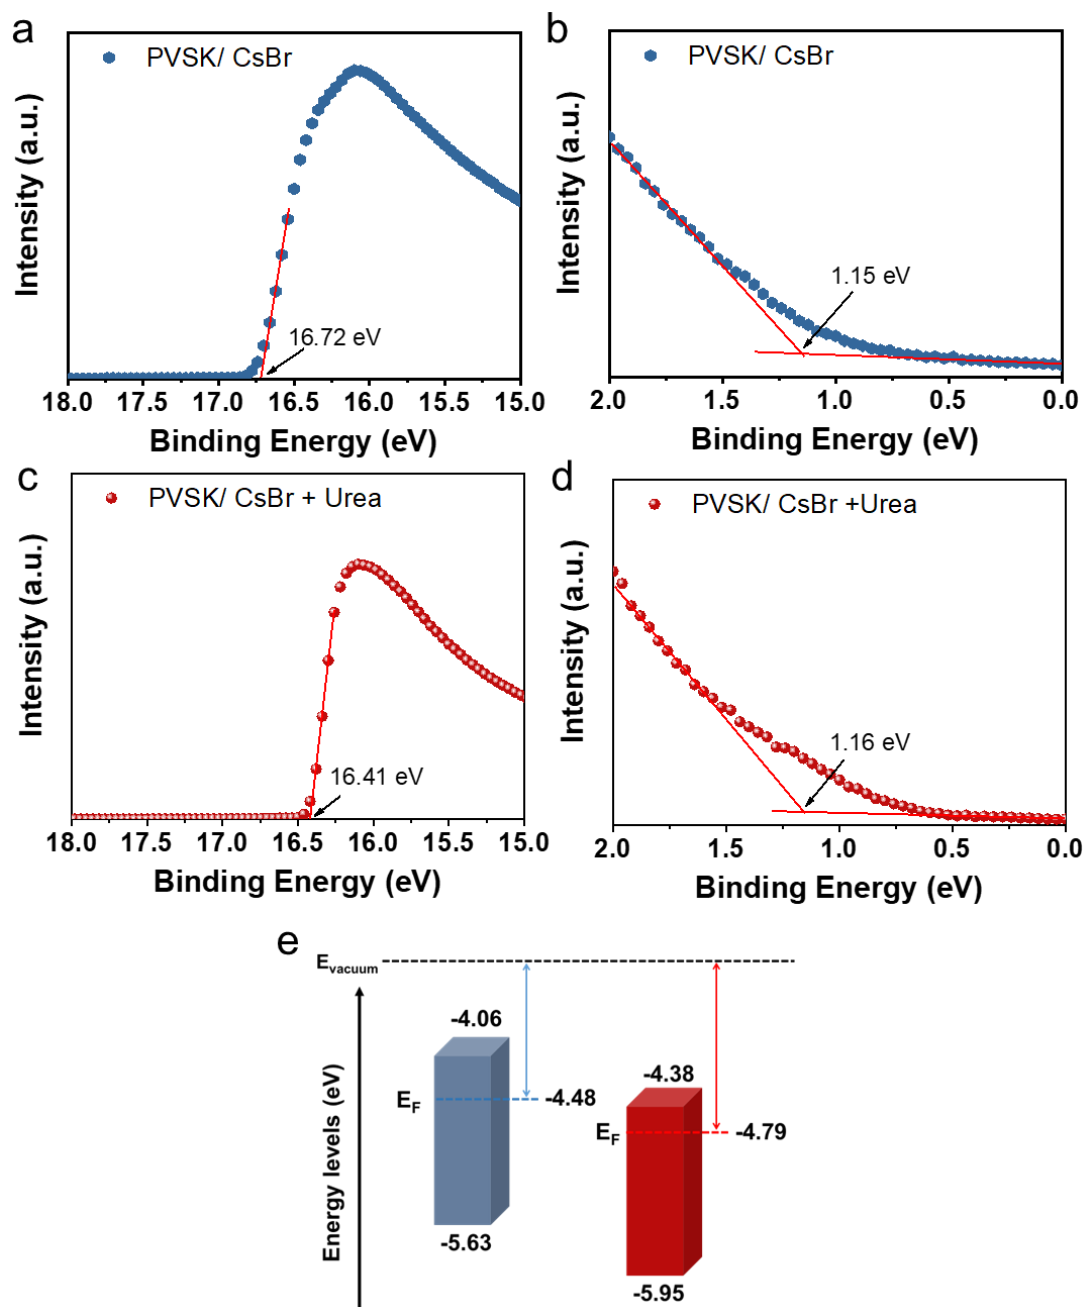 a
PVSK/ CsBr
Intensity (a.u.)
16.72 eV
18.0 17.5 17.0 16.5 16.0 15.5 15.0
Binding Energy (eV)
b
PVSK/ CsBr
Intensity (a.u.)
1.15 eV
2.0 1.5 1.0 0.5 0.0
Binding Energy (eV)
c
PVSK/ CsBr + Urea
Intensity (a.u.)
16.41 eV
18.0 17.5 17.0 16.5 16.0 15.5 15.0
Binding Energy (eV)
d
PVSK/ CsBr +Urea
Intensity (a.u.)
1.16 eV
2.0 1.5 1.0 0.5 0.0
Binding Energy (eV)
e
Evacuum
Energy levels (eV)
-4.06
EF -4.48
-5.63
-4.38
EF -4.79
-5.95